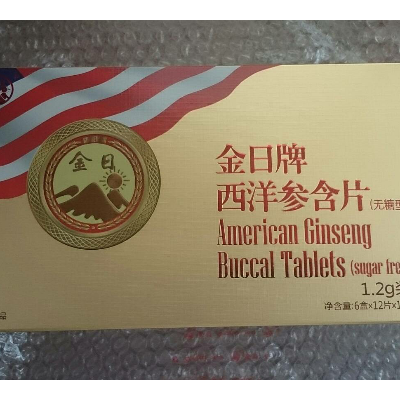 金日
金日牌
西洋参含片(无糖型
American Ginseng
Buccal Tablets (sugar fre
1.2g
净含量:6盒×12片×1
品